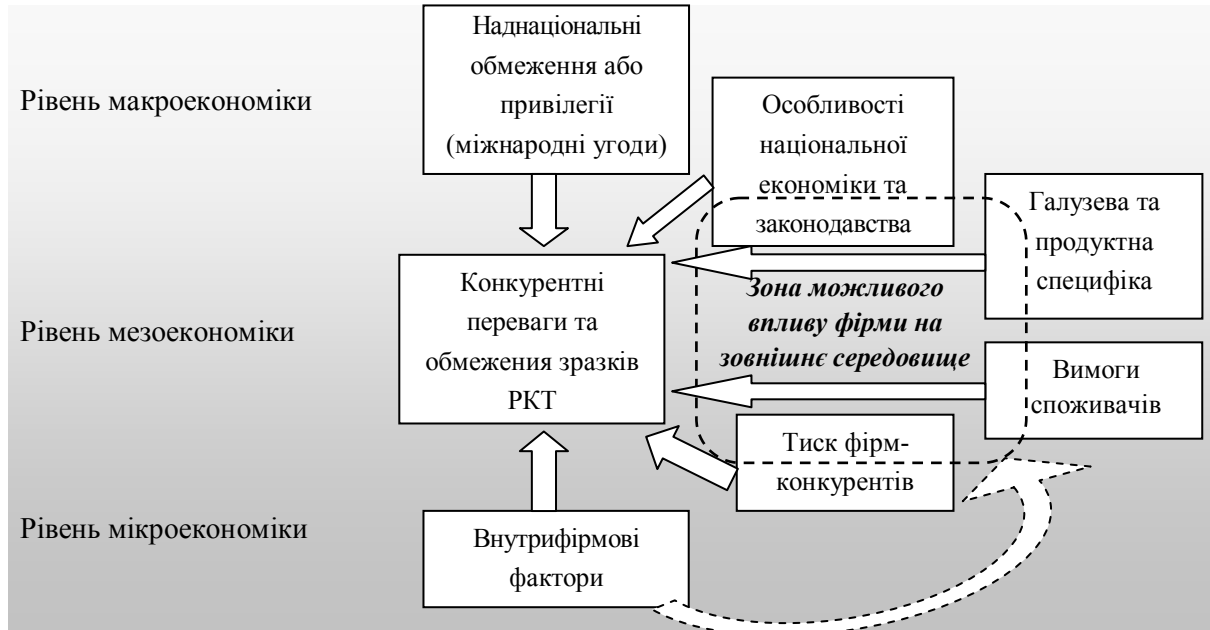 Наднаціональні
обмеження або
привілегії
(міжнародні угоди)
Рівень макроекономіки
Особливості
національної
економіки та
законодавства
Галузева та
продуктна
специфіка
Конкурентні
переваги та
обмежения зразків
РКТ
Рівень мезоекономіки
Зона можливого
впливу фірми на
зовнішнє середовище
Вимоги
споживачів
Тиск фірм-
конкурентів
Рівень мікроекономіки
Внутрифірмові
фактори